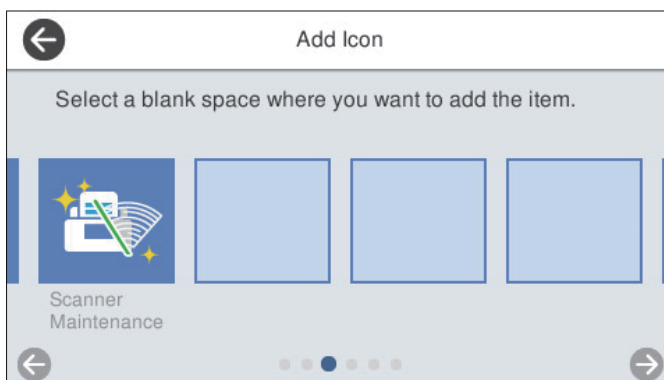 Add Icon
Select a blank space where you want to add the item.
Scanner
Maintenance